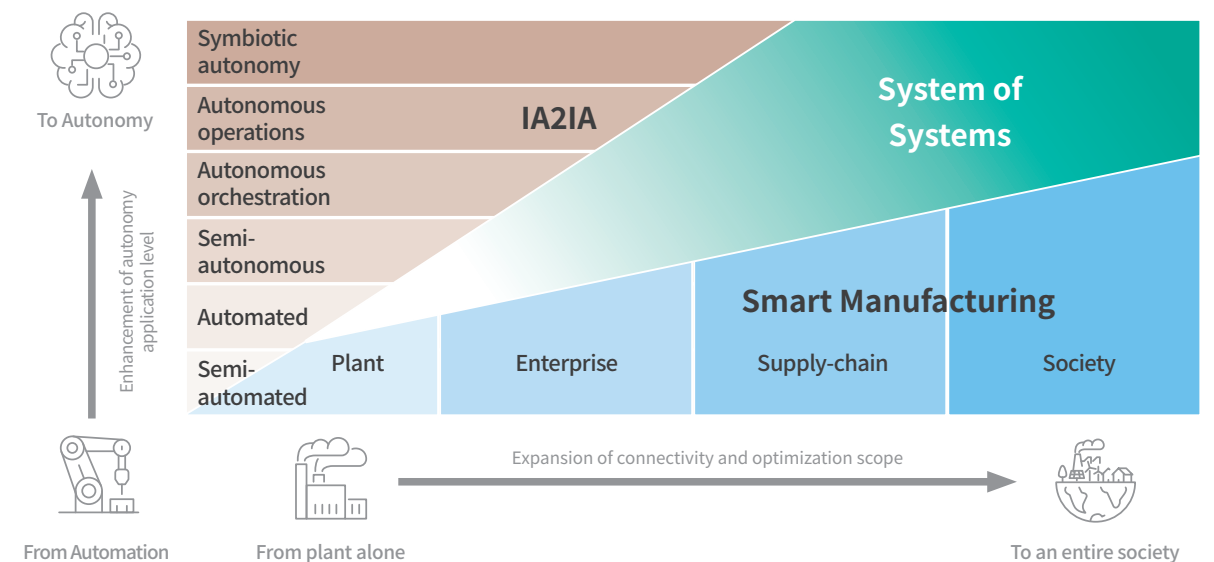 To Autonomy
Enhancement of autonomy
application level
From Automation
Symbiotic
autonomy
Autonomous
operations
Autonomous
orchestration
Semi-
autonomous
Automated
Semi-
automated
IA2IA
System of
Systems
Smart Manufacturing
Plant
Enterprise
Supply-chain
Society
Expansion of connectivity and optimization scope
From plant alone
To an entire society